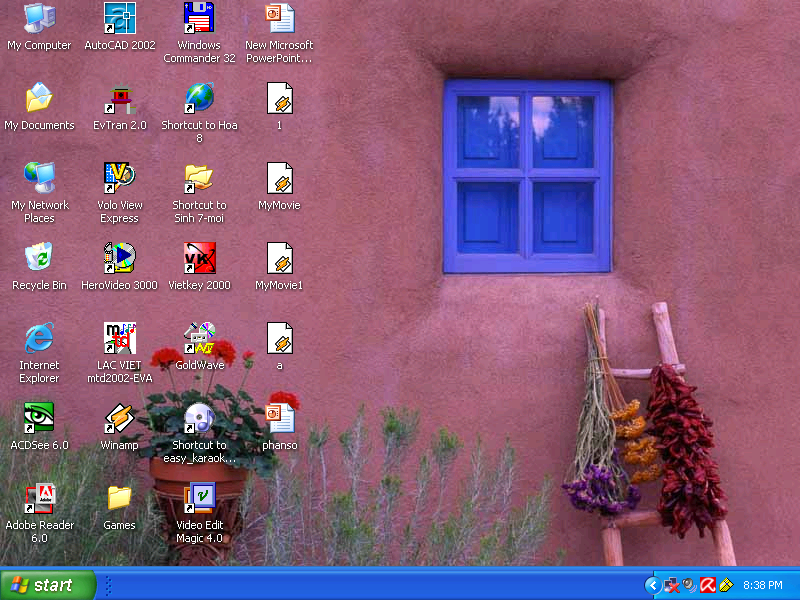 My Computer
AutoCAD 2002
Windows
Commander 32
New Microsoft
PowerPoint...
My Documents
EvTran 2.0
Shortcut to Hoa
8
1
My Network
Places
Volo View
Express
Shortcut to
Sinh 7-moi
MyMovie
Recycle Bin
HeroVideo 3000
Vietkey 2000
MyMovie1
Internet
Explorer
LAC VIET
mtd2002-EVA
GoldWave
a
ACDSee 6.0
Winamp
Shortcut to
easy_karaok...
phanso
Adobe Reader
6.0
Games
Video Edit
Magic 4.0
start
8:38 PM